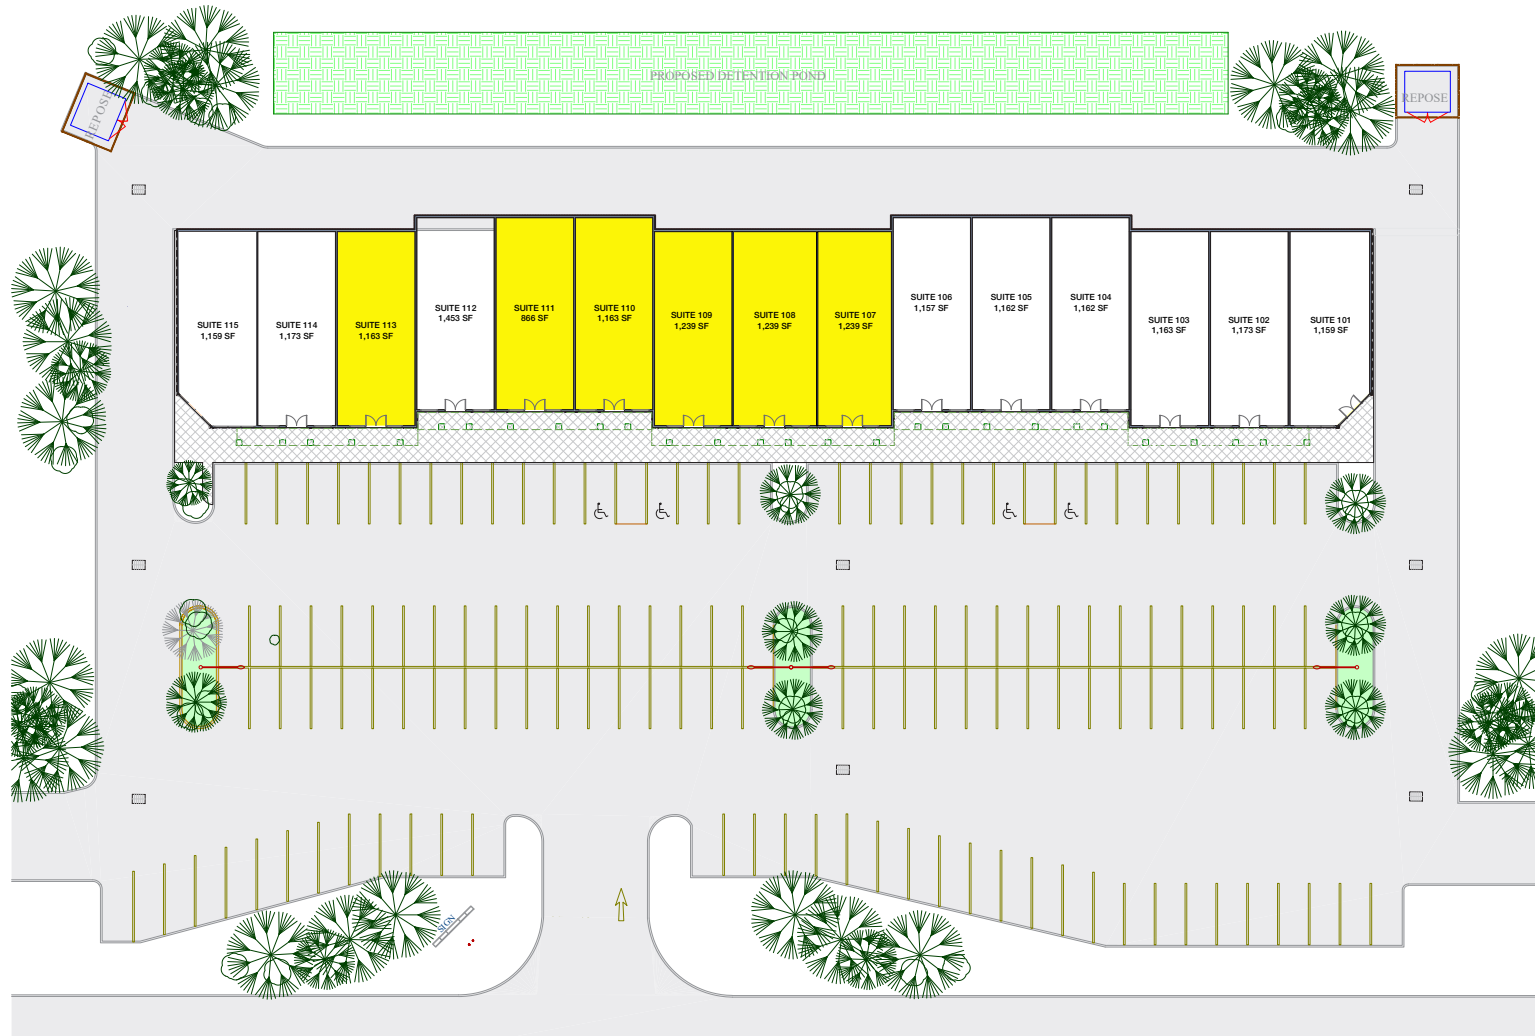 PROPOSED DETENTION POND
REPOSE
REPOSE
SUITE 115
1,159 SF
SUITE 114
1,173 SF
SUITE 113
1,163 SF
SUITE 112
1,453 SF
SUITE 111
866 SF
SUITE 110
1,163 SF
SUITE 109
1,239 SF
SUITE 108
1,239 SF
SUITE 107
1,239 SF
SUITE 106
1,157 SF
SUITE 105
1,162 SF
SUITE 104
1,162 SF
SUITE 103
1,163 SF
SUITE 102
1,173 SF
SUITE 101
1,159 SF
SIGN